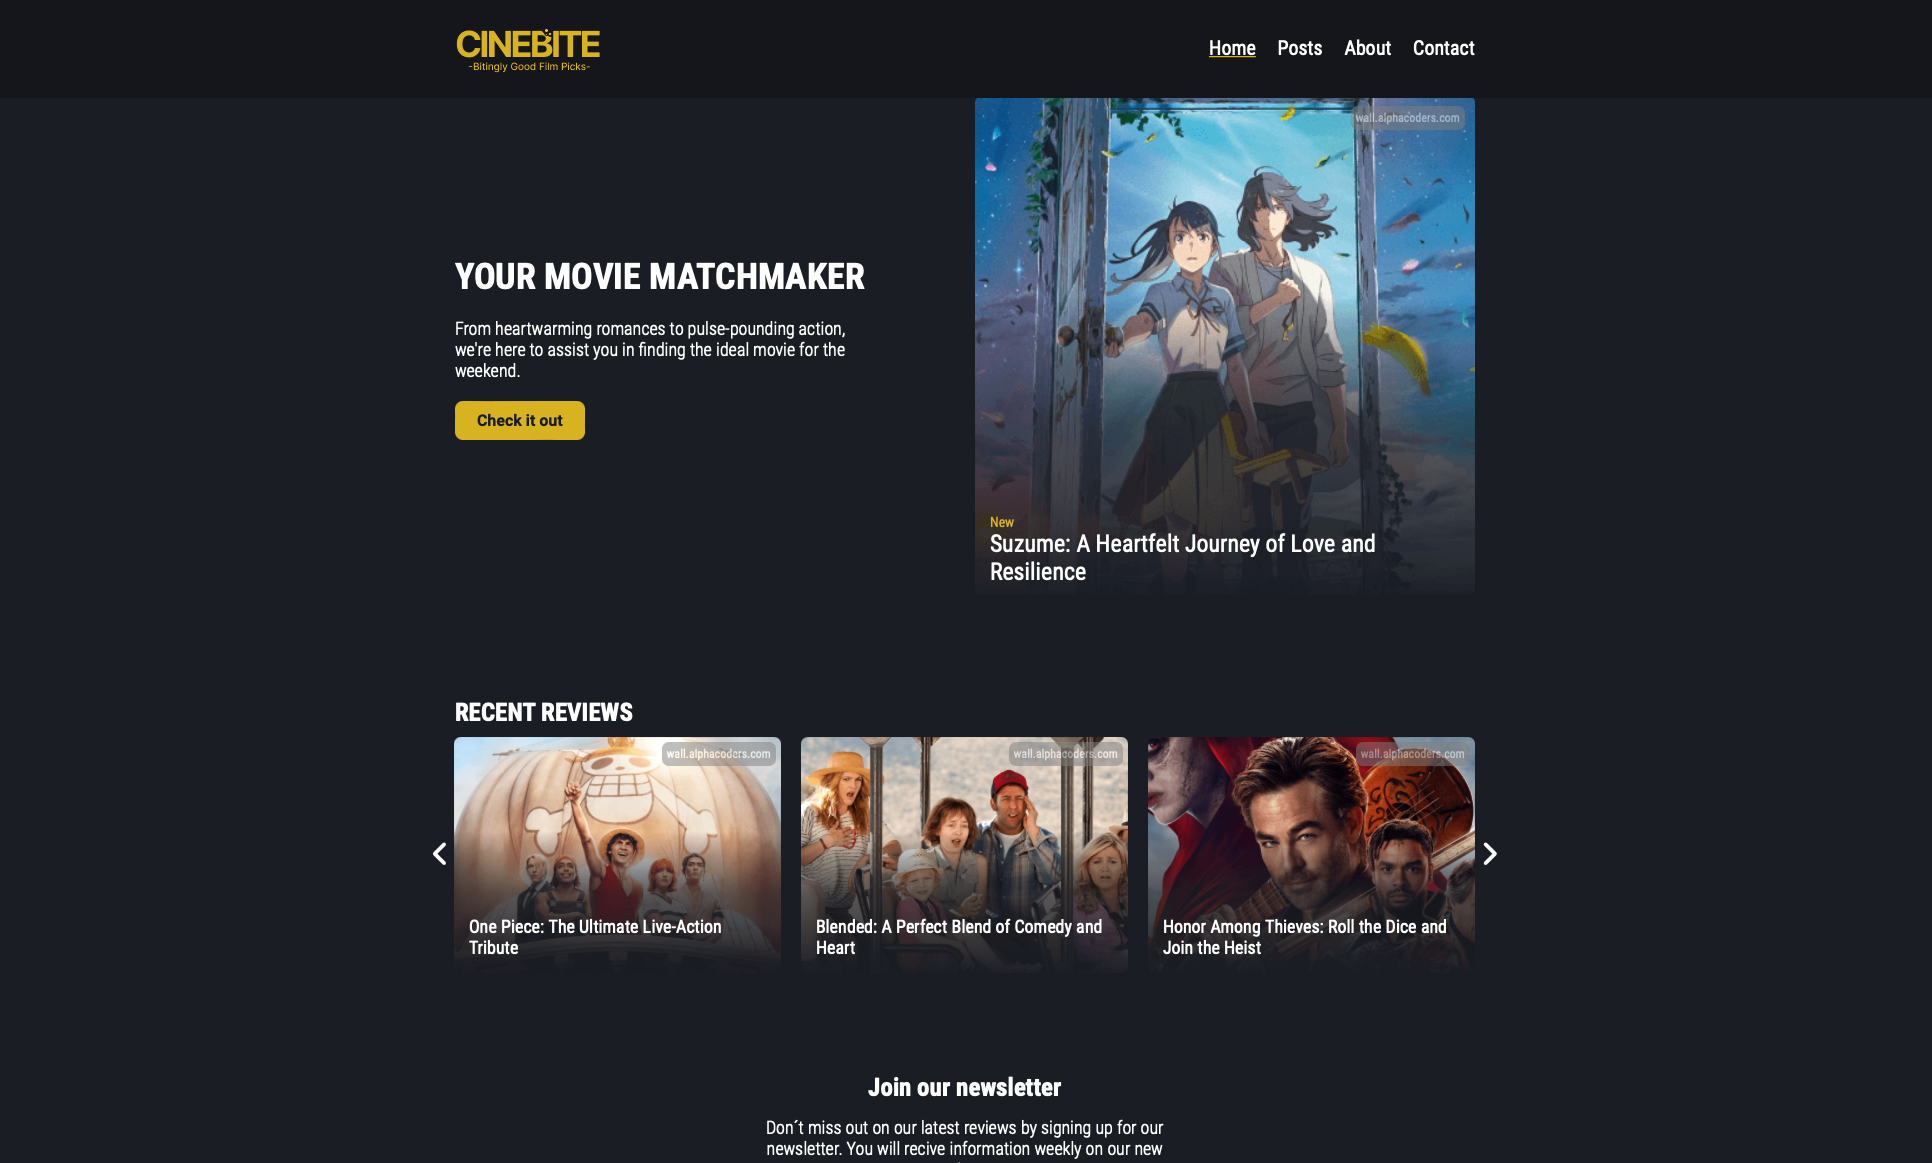 CINEBITE
-Bitingly Good Film Picks-
Home Posts About Contact
wall.alphacoders.com
YOUR MOVIE MATCHMAKER
From heartwarming romances to pulse-pounding action,
we're here to assist you in finding the ideal movie for the
weekend.
Check it out
New
Suzume: A Heartfelt Journey of Love and
Resilience
RECENT REVIEWS
wall.alphacoders.com
One Piece: The Ultimate Live-Action
Tribute
wall.alphacoders.com
Blended: A Perfect Blend of Comedy and
Heart
wall.alphacoders.com
Honor Among Thieves: Roll the Dice and
Join the Heist
Join our newsletter
Don´t miss out on our latest reviews by signing up for our
newsletter. You will recive information weekly on our new